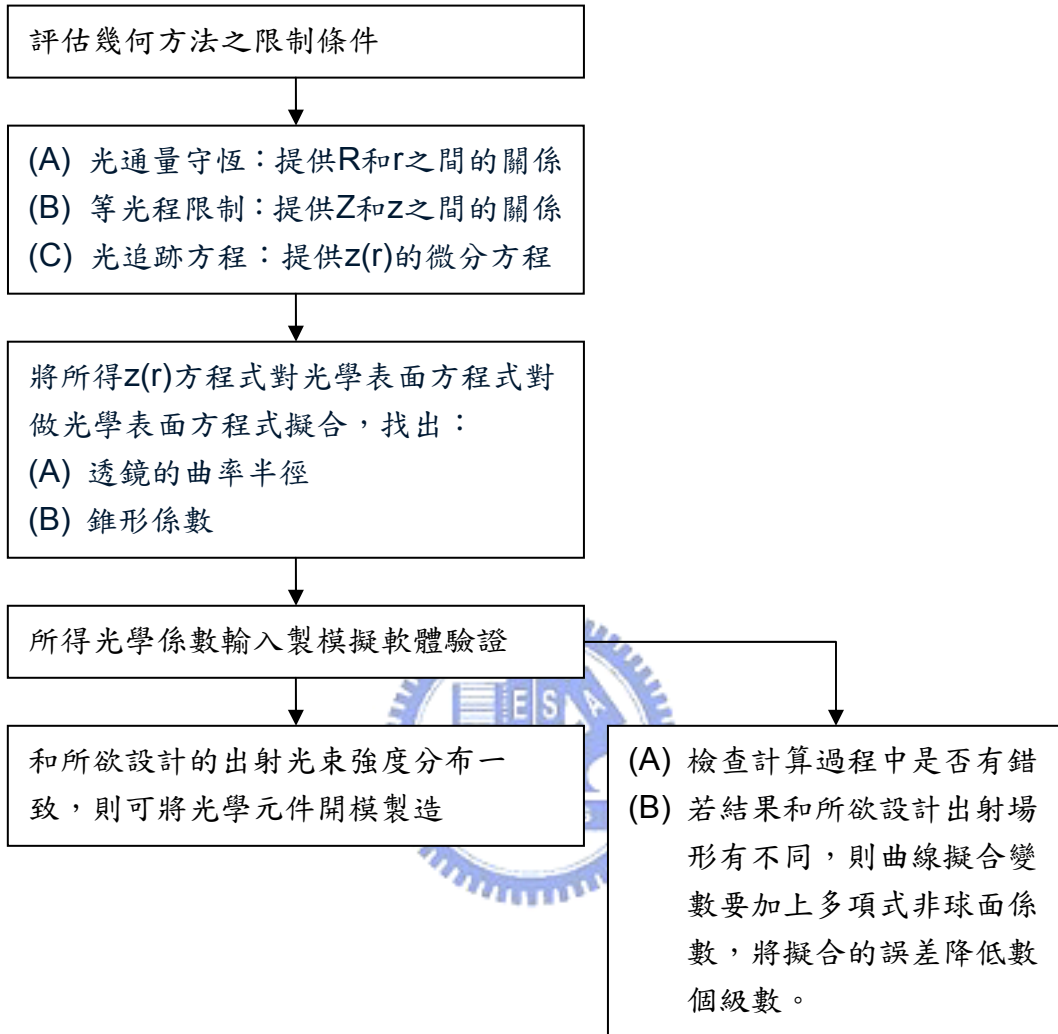 評估幾何方法之限制條件
(A) 光通量守恆：提供R和r之間的關係
(B) 等光程限制：提供Z和z之間的關係
(C) 光追跡方程：提供z(r)的微分方程
將所得z(r)方程式對光學表面方程式對
做光學表面方程式擬合，找出：
(A) 透鏡的曲率半徑
(B) 錐形係數
所得光學係數輸入製模擬軟體驗證
ESA
和所欲設計的出射光束強度分布一
致，則可將光學元件開模製造
(A) 檢查計算過程中是否有錯
(B) 若結果和所欲設計出射場
形有不同，則曲線擬合變
數要加上多項式非球面係
數，將擬合的誤差降低數
個級數。